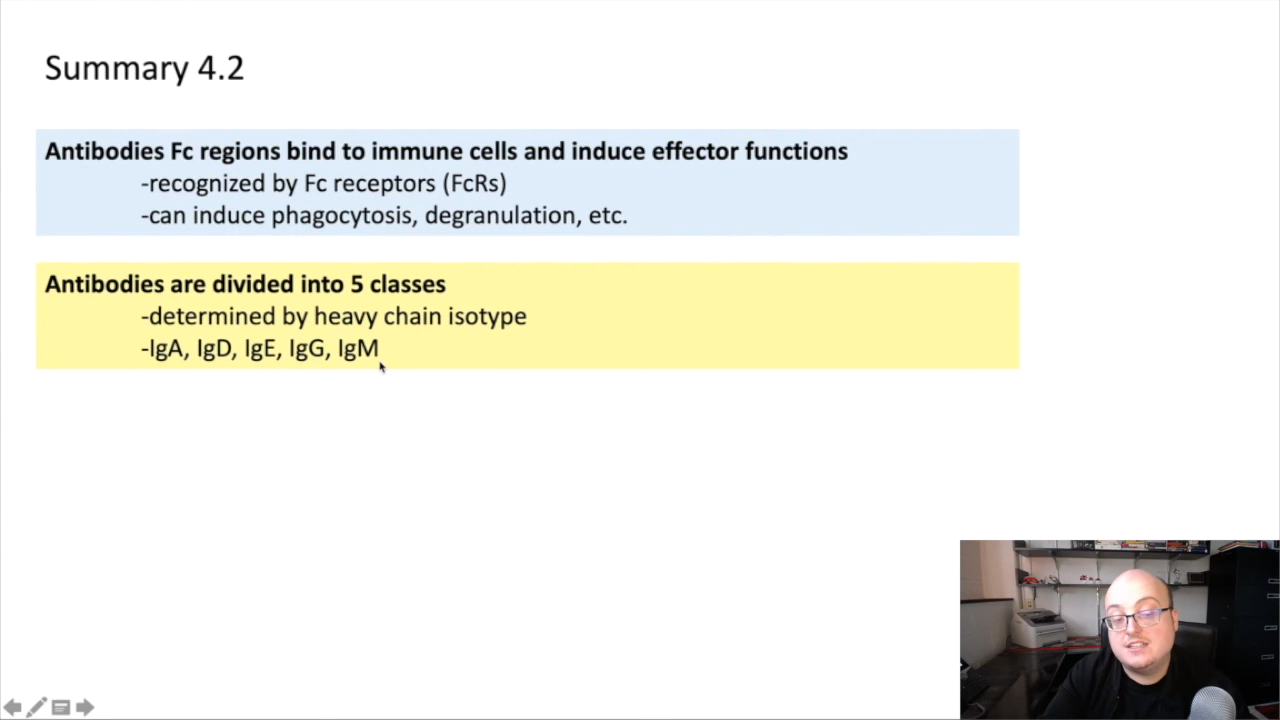 Summary 4.2
Antibodies Fc regions bind to immune cells and induce effector functions
-recognized by Fc receptors (FcRs)
-can induce phagocytosis, degranulation, etc.
Antibodies are divided into 5 classes
-determined by heavy chain isotype
-IgA, IgD, IgE, IgG, IgM